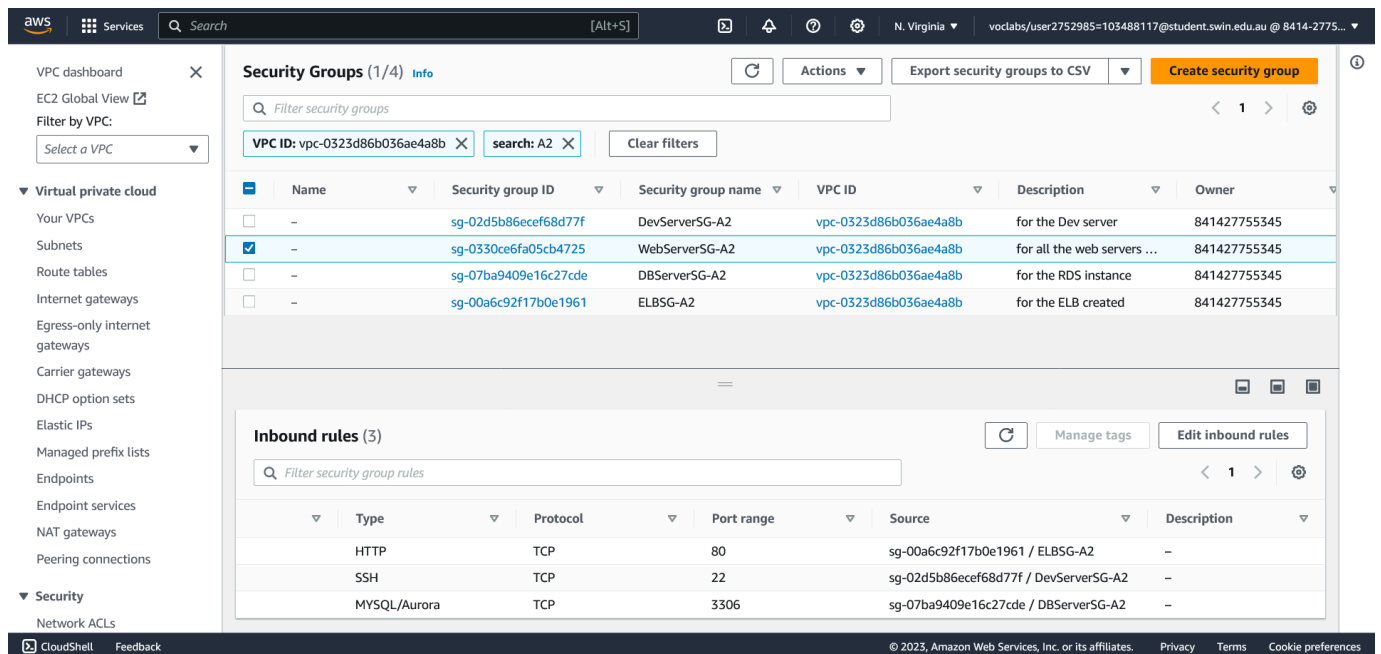 aws Services Search [Alt+S] N. Virginia ▼ voclabs/user2752985=103488117@student.swin.edu.au @ 8414-2775... ▼
VPC dashboard
EC2 Global View
Filter by VPC:
Select a VPC
Virtual private cloud
Your VPCs
Subnets
Route tables
Internet gateways
Egress-only internet
gateways
Carrier gateways
DHCP option sets
Elastic IPs
Managed prefix lists
Endpoints
Endpoint services
NAT gateways
Peering connections
Security
Network ACLs
Security Groups (1/4) Info
Actions Export security groups to CSV Create security group
Filter security groups 1
VPC ID: vpc-0323d86b036ae4a8b search: A2 Clear filters
Name Security group ID Security group name VPC ID Description Owner
– sg-02d5b86ecef68d77f DevServerSG-A2 vpc-0323d86b036ae4a8b for the Dev server 841427755345
– sg-0330ce6fa05cb4725 WebServerSG-A2 vpc-0323d86b036ae4a8b for all the web servers ... 841427755345
– sg-07ba9409e16c27cde DBServerSG-A2 vpc-0323d86b036ae4a8b for the RDS instance 841427755345
– sg-00a6c92f17b0e1961 ELBSG-A2 vpc-0323d86b036ae4a8b for the ELB created 841427755345
Inbound rules (3) Manage tags Edit inbound rules
Filter security group rules 1
Type Protocol Port range Source Description
HTTP TCP 80 sg-00a6c92f17b0e1961 / ELBSG-A2 –
SSH TCP 22 sg-02d5b86ecef68d77f / DevServerSG-A2 –
MYSQL/Aurora TCP 3306 sg-07ba9409e16c27cde / DBServerSG-A2 –
CloudShell Feedback © 2023, Amazon Web Services, Inc. or its affiliates. Privacy Terms Cookie preferences